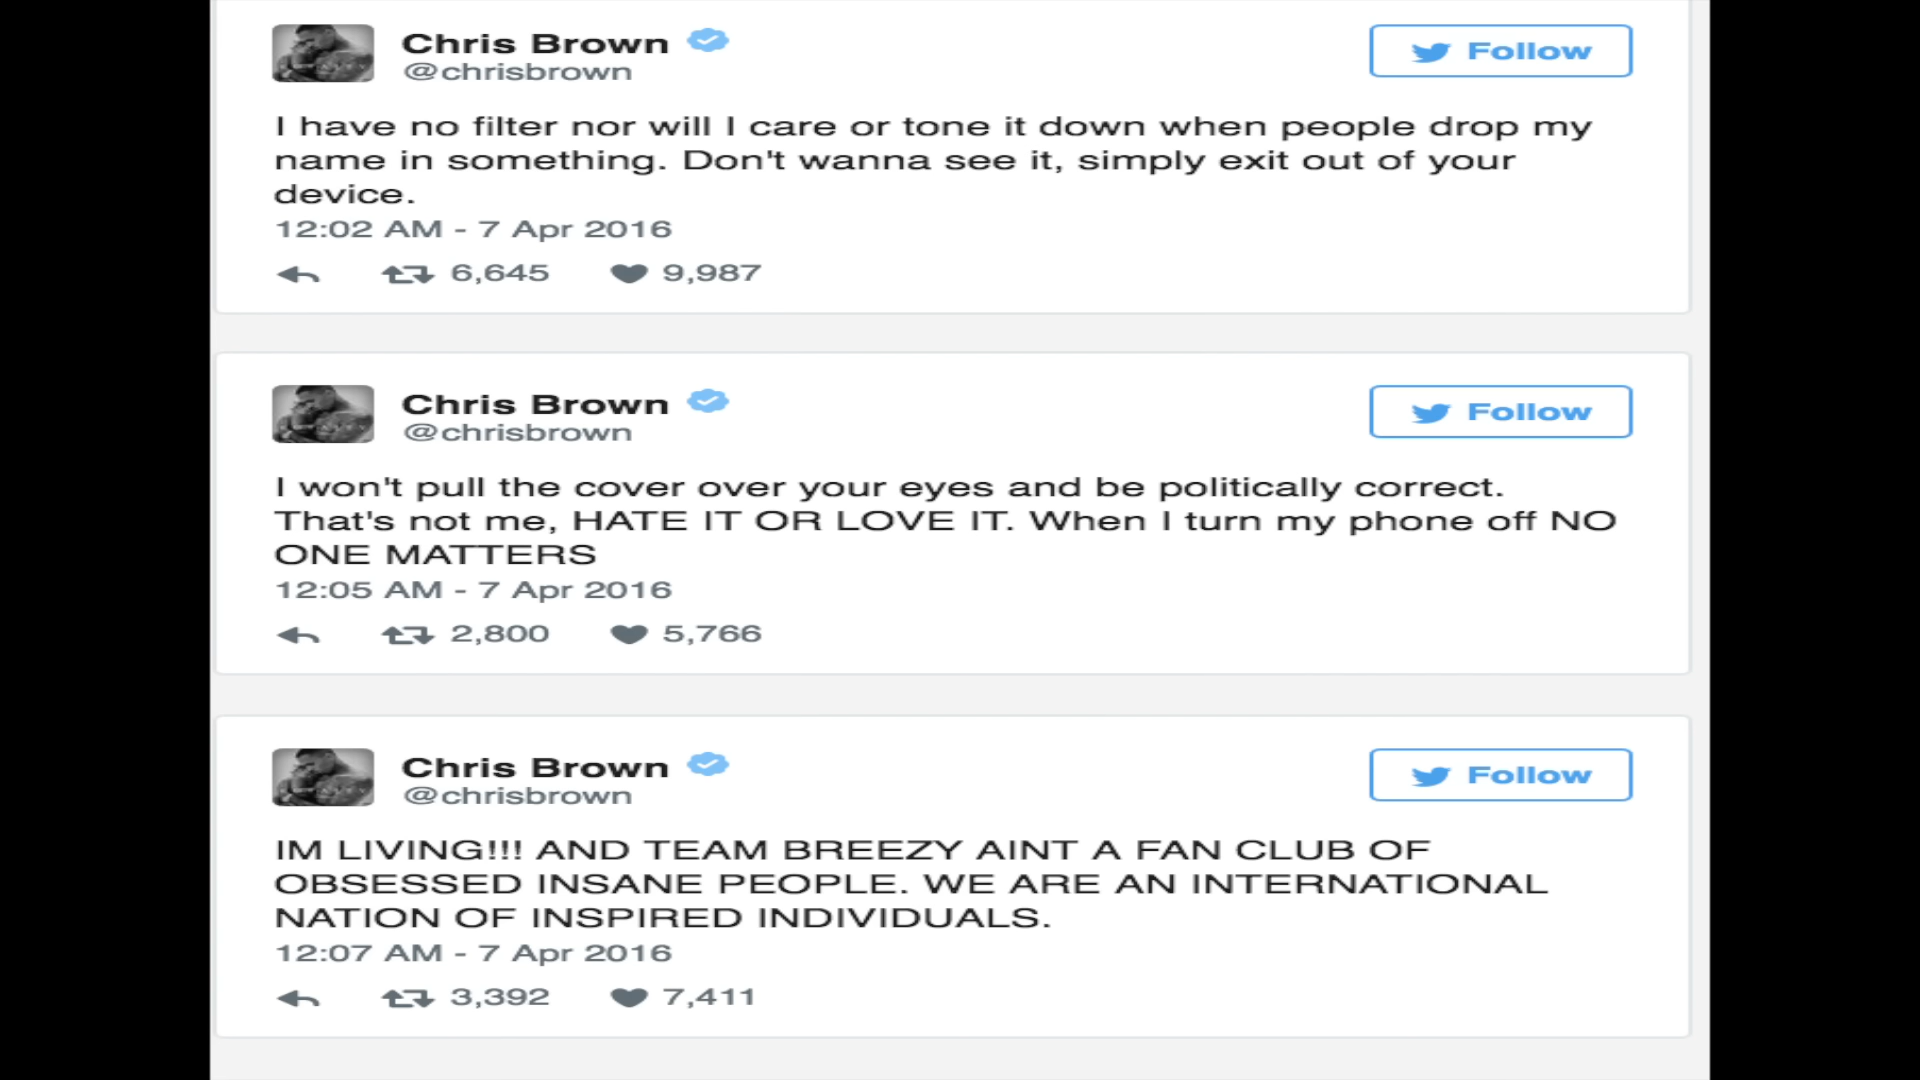 Chris Brown
@chrisbrown
Follow
I have no filter nor will I care or tone it down when people drop my
name in something. Don't wanna see it, simply exit out of your
device.
12:02 AM - 7 Apr 2016
6,645 9,987
Chris Brown
@chrisbrown
Follow
I won't pull the cover over your eyes and be politically correct.
That's not me, HATE IT OR LOVE IT. When I turn my phone off NO
ONE MATTERS
12:05 AM - 7 Apr 2016
2,800 5,766
Chris Brown
@chrisbrown
Follow
IM LIVING!!! AND TEAM BREEZY AINT A FAN CLUB OF
OBSESSED INSANE PEOPLE. WE ARE AN INTERNATIONAL
NATION OF INSPIRED INDIVIDUALS.
12:07 AM - 7 Apr 2016
3,392 7,411